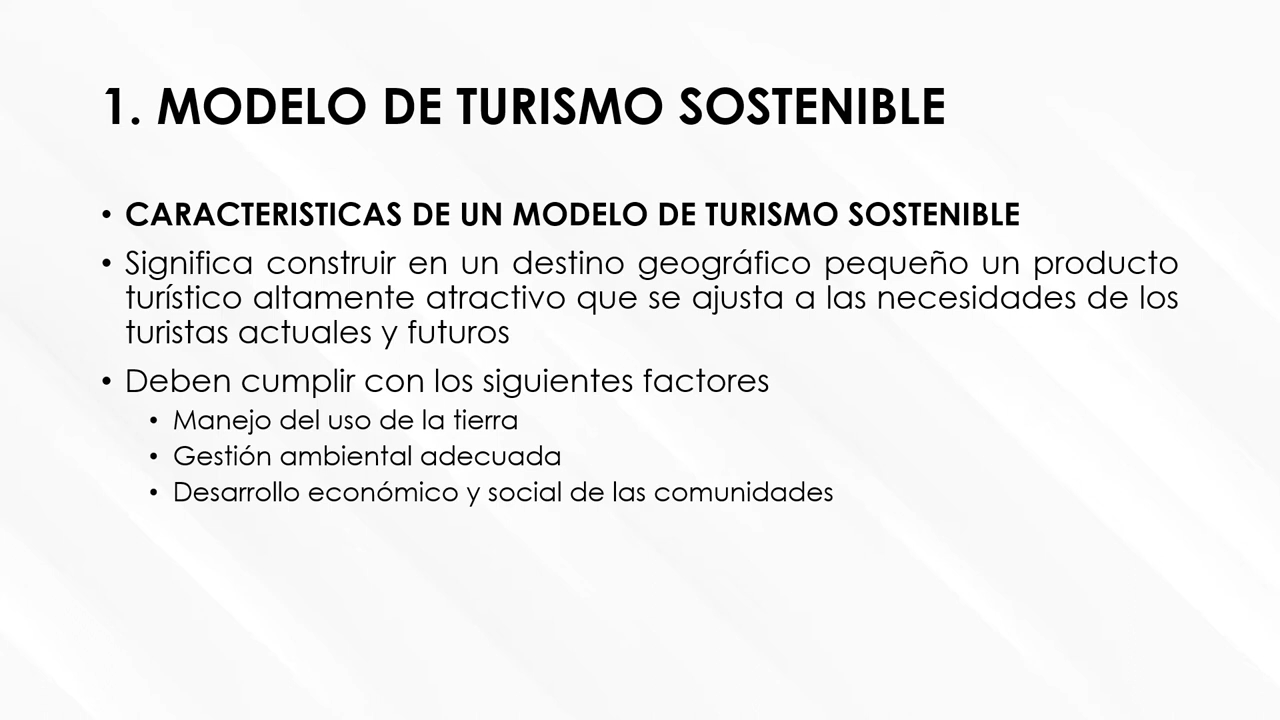 1. MODELO DE TURISMO SOSTENIBLE
• CARACTERISTICAS DE UN MODELO DE TURISMO SOSTENIBLE
• Significa construir en un destino geográfico pequeño un producto
turístico altamente atractivo que se ajusta a las necesidades de los
turistas actuales y futuros
• Deben cumplir con los siguientes factores
• Manejo del uso de la tierra
• Gestión ambiental adecuada
• Desarrollo económico y social de las comunidades